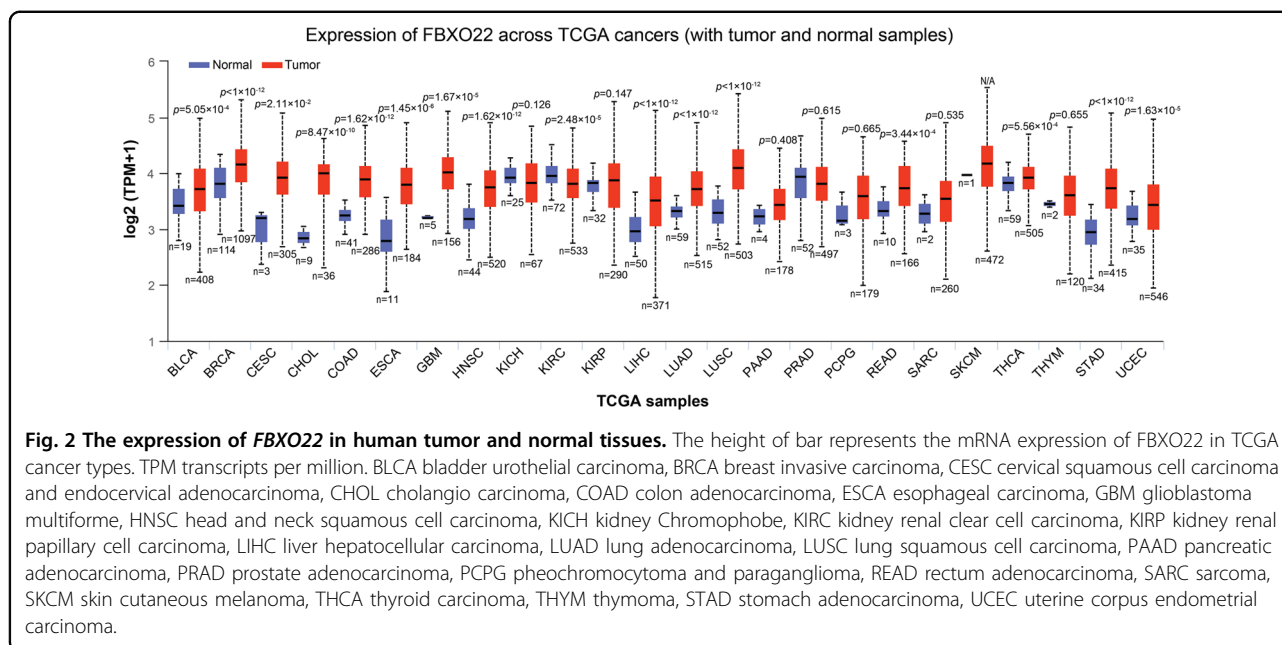 Expression of FBXO22 across TCGA cancers (with tumor and normal samples)
Normal Tumor
log2 (TPM+1)
6
5
4
3
2
1
p=5.05×10-4
p<1×10-12
p=2.11×10-2
p=8.47×10-10
p=1.62×10-12
p=1.45×10-6
p=1.67×10-5
p=1.62×10-12
p=0.126
p=2.48×10-5
p=0.147
p<1×10-12
p<1×10-12
p<1×10-12
p=0.408
p=0.615
p=0.665
p=3.44×10-4
p=0.535
N/A
p=5.56×10-4
p=0.655
p<1×10-12
p=1.63×10-5
n=19
n=408
n=114
n=1097
n=3
n=305
n=9
n=36
n=41
n=286
n=11
n=184
n=5
n=156
n=44
n=520
n=25
n=67
n=72
n=533
n=32
n=290
n=50
n=371
n=59
n=515
n=52
n=503
n=4
n=178
n=52
n=497
n=3
n=179
n=10
n=166
n=2
n=260
n=1
n=472
n=59
n=505
n=2
n=120
n=34
n=415
n=35
n=546
BLCA
BRCA
CESC
CHOL
COAD
ESCA
GBM
HNSC
KICH
KIRC
KIRP
LIHC
LUAD
LUSC
PAAD
PRAD
PCPG
READ
SARC
SKCM
THCA
THYM
STAD
UCEC
TCGA samples
Fig. 2 The expression of FBXO22 in human tumor and normal tissues. The height of bar represents the mRNA expression of FBXO22 in TCGA
cancer types. TPM transcripts per million. BLCA bladder urothelial carcinoma, BRCA breast invasive carcinoma, CESC cervical squamous cell carcinoma
and endocervical adenocarcinoma, CHOL cholangio carcinoma, COAD colon adenocarcinoma, ESCA esophageal carcinoma, GBM glioblastoma
multiforme, HNSC head and neck squamous cell carcinoma, KICH kidney Chromophobe, KIRC kidney renal clear cell carcinoma, KIRP kidney renal
papillary cell carcinoma, LIHC liver hepatocellular carcinoma, LUAD lung adenocarcinoma, LUSC lung squamous cell carcinoma, PAAD pancreatic
adenocarcinoma, PRAD prostate adenocarcinoma, PCPG pheochromocytoma and paraganglioma, READ rectum adenocarcinoma, SARC sarcoma,
SKCM skin cutaneous melanoma, THCA thyroid carcinoma, THYM thymoma, STAD stomach adenocarcinoma, UCEC uterine corpus endometrial
carcinoma.